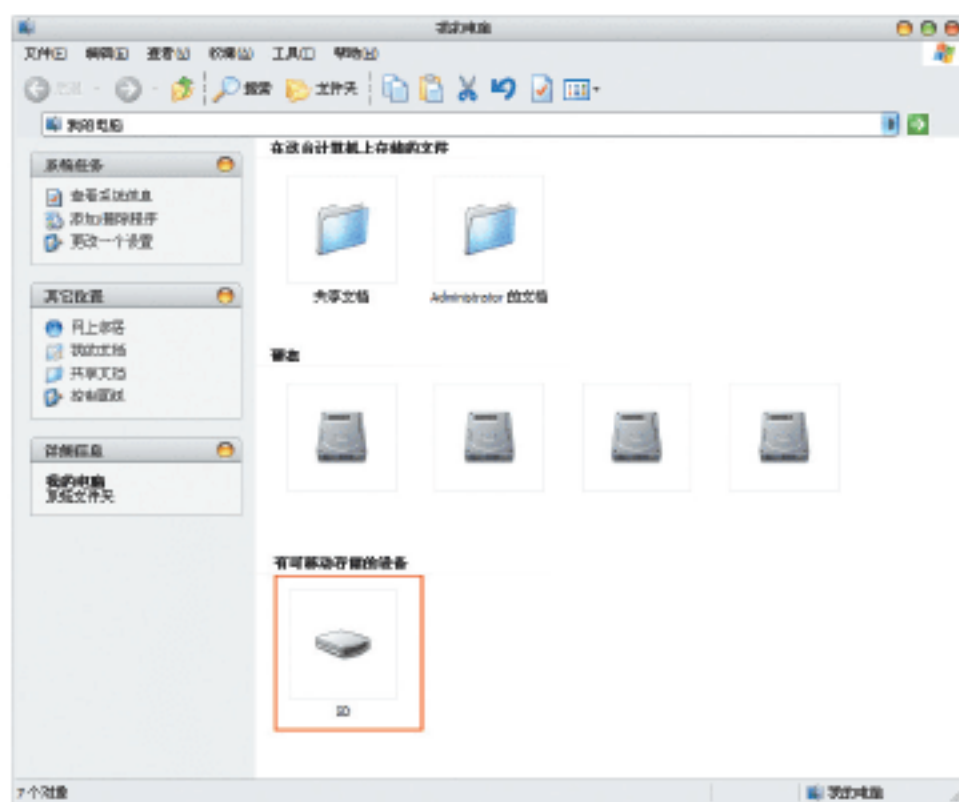 我的电脑
文件(F) 编辑(E) 查看(V) 收藏(A) 工具(T) 帮助(H)
后退 搜索 文件夹
我的电脑
系统任务
查看系统信息
添加/删除程序
更改一个设置
其它位置
网上邻居
我的文档
共享文档
控制面板
详细信息
我的电脑
系统文件夹
在这台计算机上存储的文件
共享文档
Administrator 的文档
硬盘
有可移动存储的设备
SD
7 个对象
我的电脑